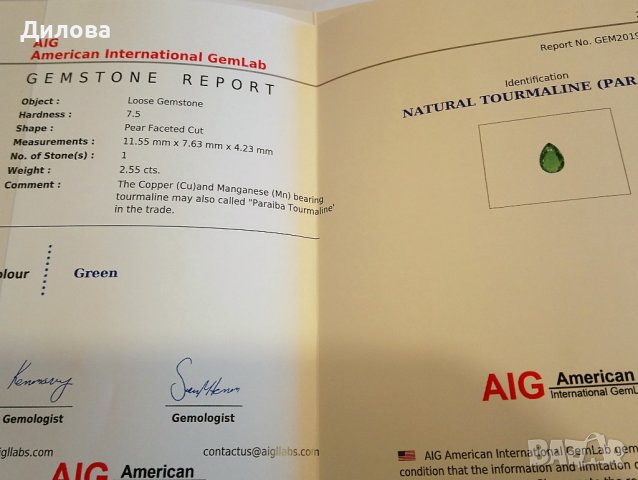 Дилова
AIG
American International GemLab
GEMSTONE REPORT
Object : Loose Gemstone
Hardness : 7.5
Shape : Pear Faceted Cut
Measurements : 11.55 mm x 7.63 mm x 4.23 mm
No. of Stone(s) : 1
Weight : 2.55 cts.
Comment : The Copper (Cu)and Manganese (Mn) bearing
tourmaline may also called "Paraiba Tourmaline'
in the trade.
olour Green
Gemologist Gemologist
aigllabs.com contactus@aigllabs.com
AIG American
Report No. GEM2019
Identification
NATURAL TOURMALINE (PAR
AIG American
International GemL
AIG American International GemLab gem
condition that the information and limitation o
BAZAR